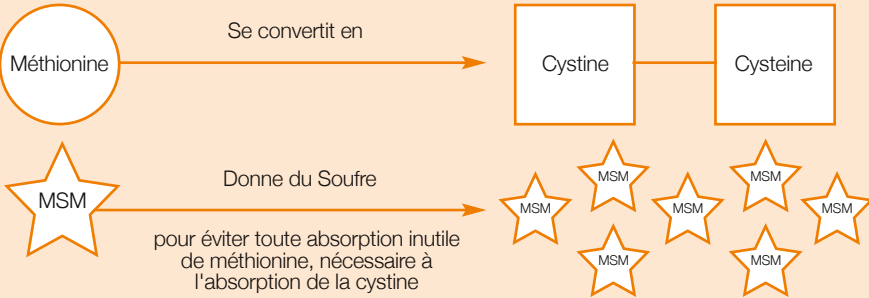 Se convertit en
Méthionine
Cystine
Cysteine
MSM
Donne du Soufre
MSM
MSM
MSM
MSM
MSM
MSM
MSM
pour éviter toute absorption inutile
de méthionine, nécessaire à
l'absorption de la cystine